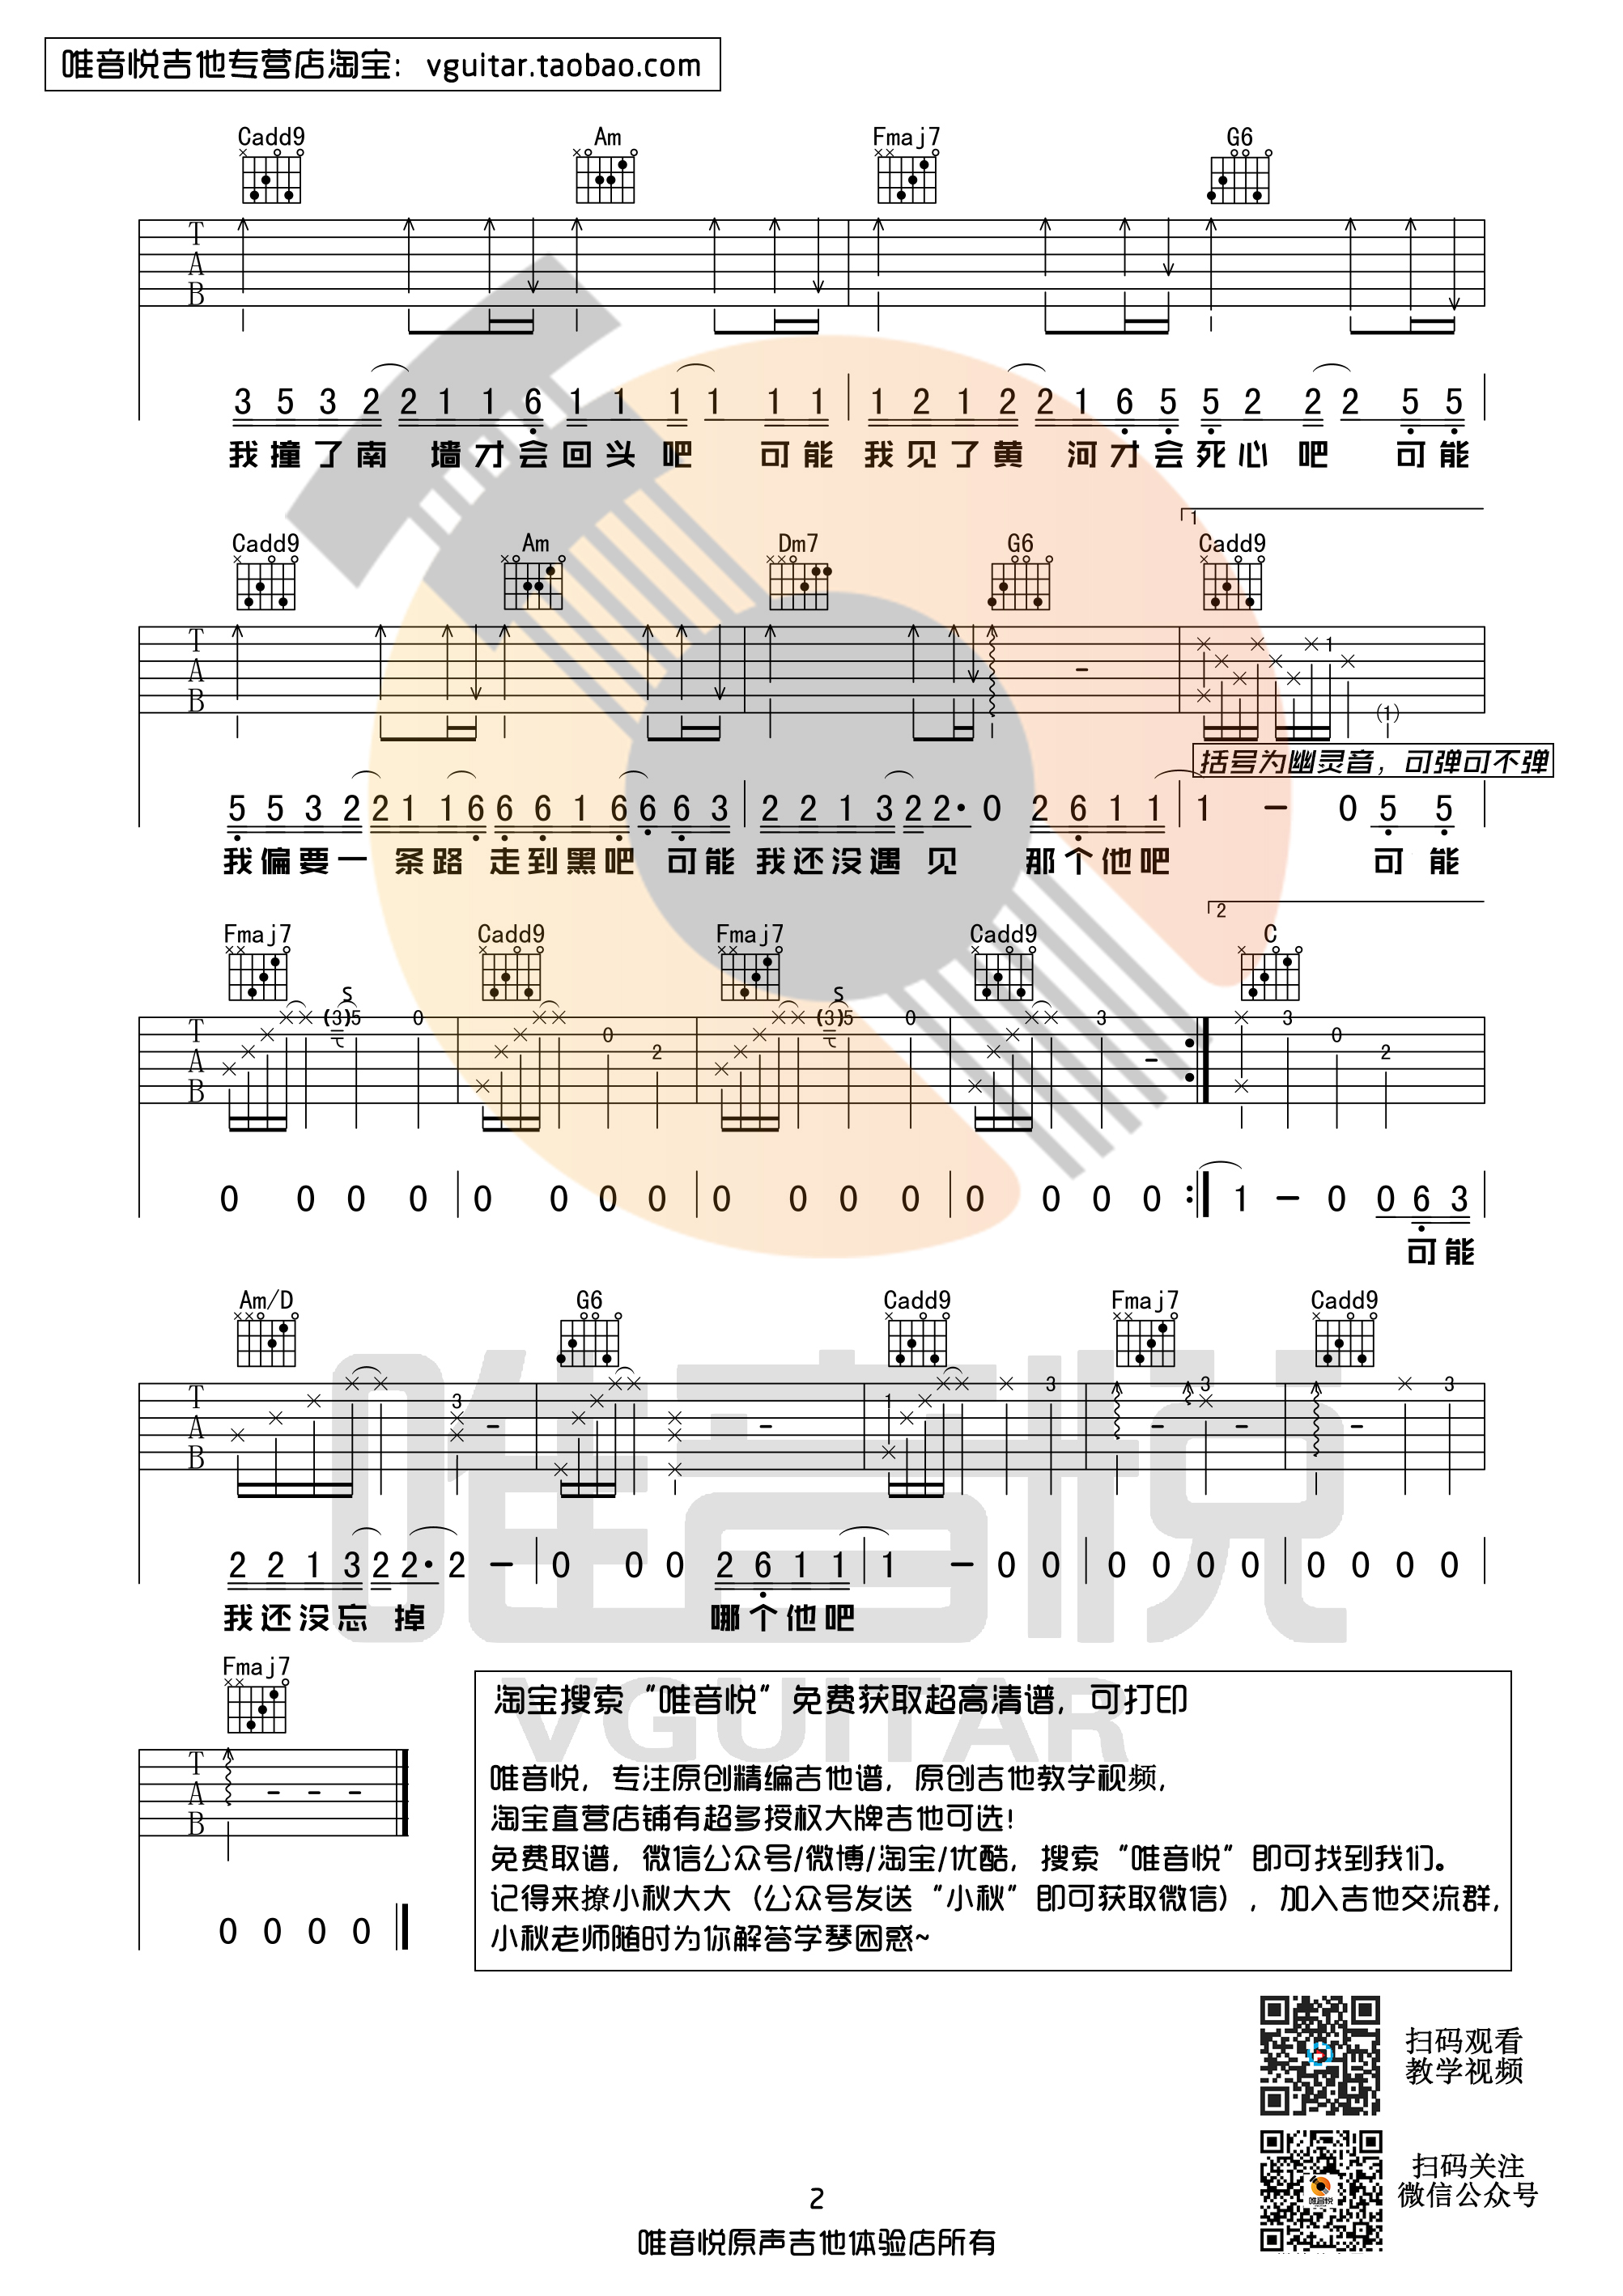 唯音悦吉他专营店淘宝：vguitar.taobao.com
Cadd9 Am Fmaj7 G6
T
A
B
3 5 3 2 2 1 1 6 1 1 1 1 1 1 1 2 1 2 2 1 6 5 5 2 2 2 5 5
我撞了南 墙才会回头吧 可能 我见了黄 河才会死心吧 可能
1
Cadd9 Am Dm7 G6 Cadd9
T
A
B
1
(1)
括号为幽灵音，可弹可不弹
5 5 3 2 2 1 1 6 6 6 1 6 6 6 3 2 2 1 3 2 2· 0 2 6 1 1 1 – 0 5 5
我偏要一 条路 走到黑吧 可能 我还没遇 见 那个他吧 可 能
2
Fmaj7 Cadd9 Fmaj7 Cadd9 C
S S
T
A
B
(3)5 0 0 2 (3)5 0 3 – 3 0 2
0 0 0 0 0 0 0 0 0 0 0 0 0 0 0 0 :‖ 1 – 0 0 6 3
可能
Am/D G6 Cadd9 Fmaj7 Cadd9
T
A
B
3 – – 1 3 – 3 – – 3
2 2 1 3 2 2· 2 – 0 0 0 2 6 1 1 1 – 0 0 0 0 0 0 0 0 0 0
我还没忘 掉 哪个他吧
唯音悦
VGUITAR
Fmaj7
T
A
B
– – –
0 0 0 0
淘宝搜索“唯音悦”免费获取超高清谱，可打印
唯音悦，专注原创精编吉他谱，原创吉他教学视频，
淘宝直营店铺有超多授权大牌吉他可选！
免费取谱，微信公众号/微博/淘宝/优酷，搜索“唯音悦”即可找到我们。
记得来撩小秋大大（公众号发送“小秋”即可获取微信），加入吉他交流群，
小秋老师随时为你解答学琴困惑~
扫码观看
教学视频
扫码关注
微信公众号
唯音悦
2
唯音悦原声吉他体验店所有